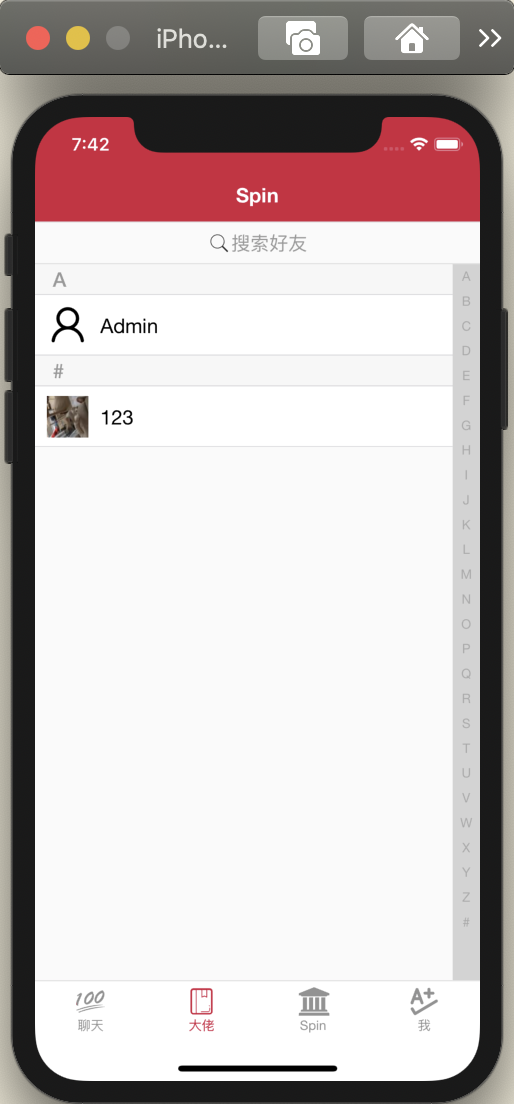 iPho...
7:42
Spin
搜索好友
A
Admin
#
123
A
B
C
D
E
F
G
H
I
J
K
L
M
N
O
P
Q
R
S
T
U
V
W
X
Y
Z
#
100
聊天
大佬
Spin
A+
我